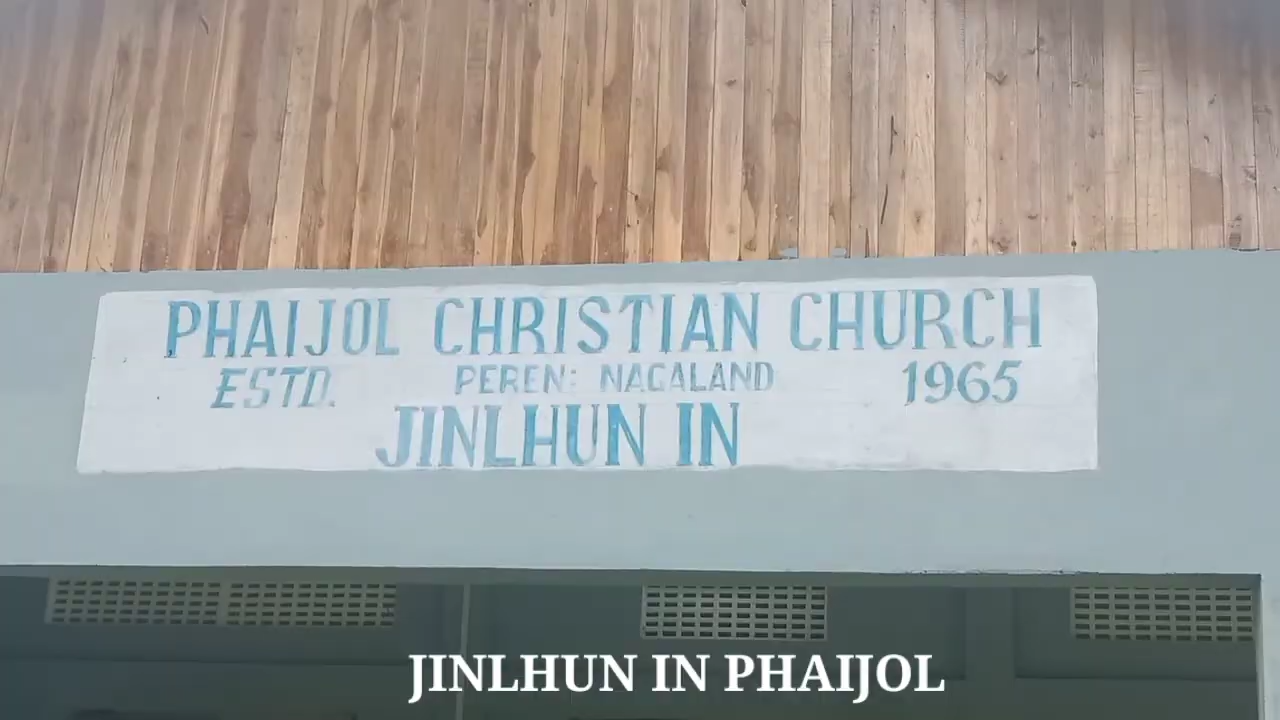 PHAIJOL CHRISTIAN CHURCH
ESTD. PEREN: NAGALAND 1965
JINLHUN IN
JINLHUN IN PHAIJOL